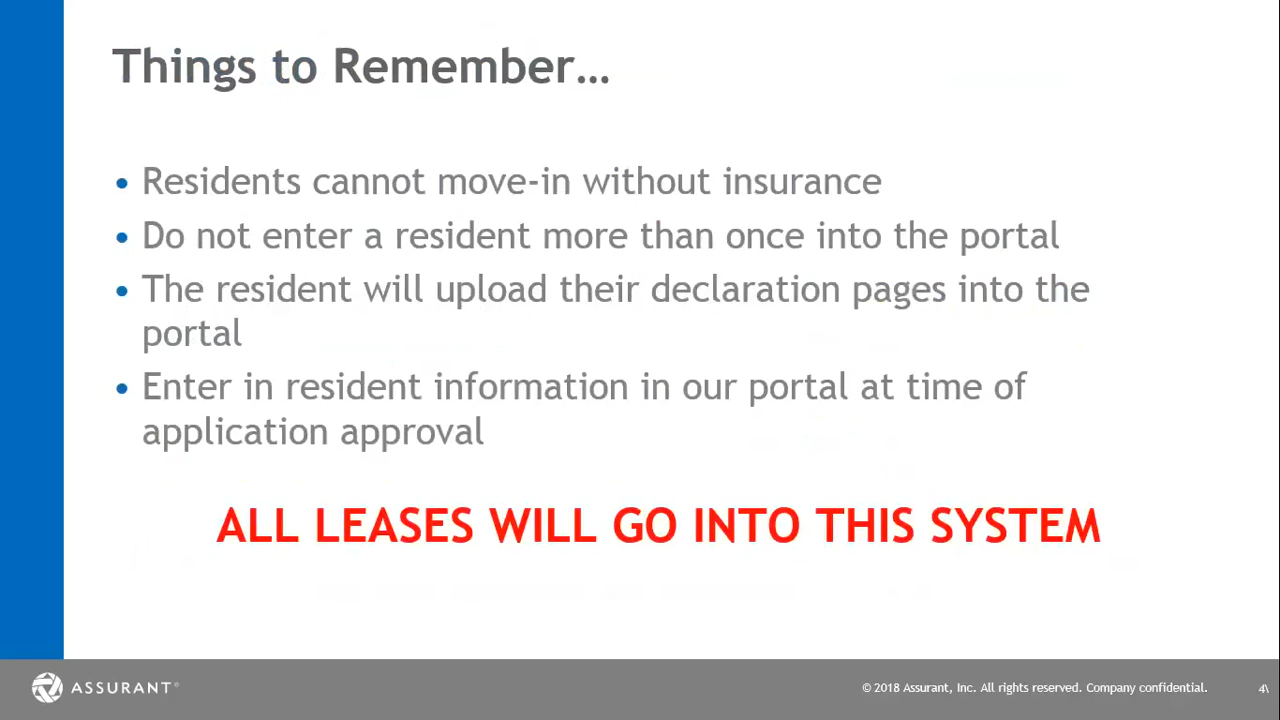 Things to Remember…
• Residents cannot move-in without insurance
• Do not enter a resident more than once into the portal
• The resident will upload their declaration pages into the
portal
• Enter in resident information in our portal at time of
application approval
ALL LEASES WILL GO INTO THIS SYSTEM
ASSURANT®
© 2018 Assurant, Inc. All rights reserved. Company confidential.
4\